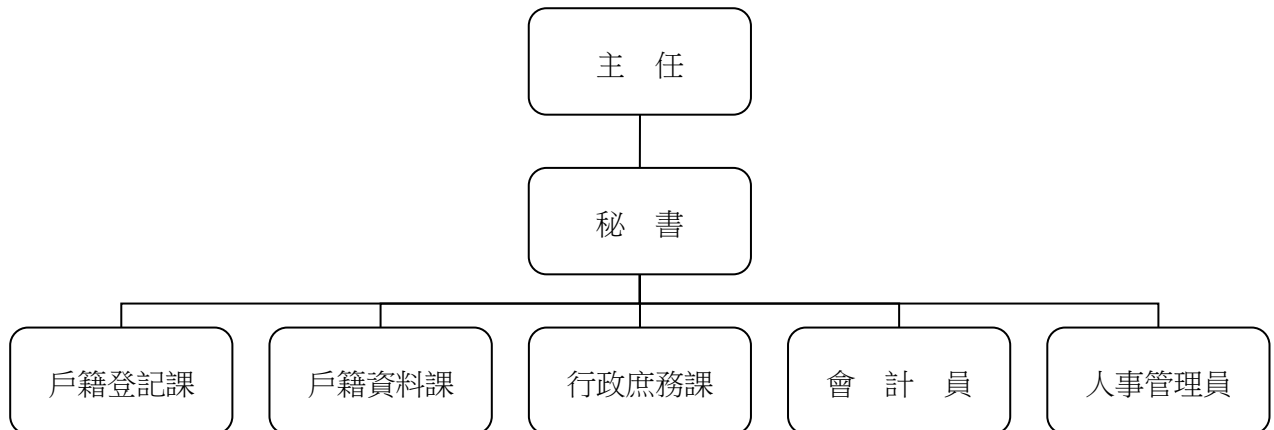 主　任
秘　書
戶籍登記課
戶籍資料課
行政庶務課
會　計　員
人事管理員